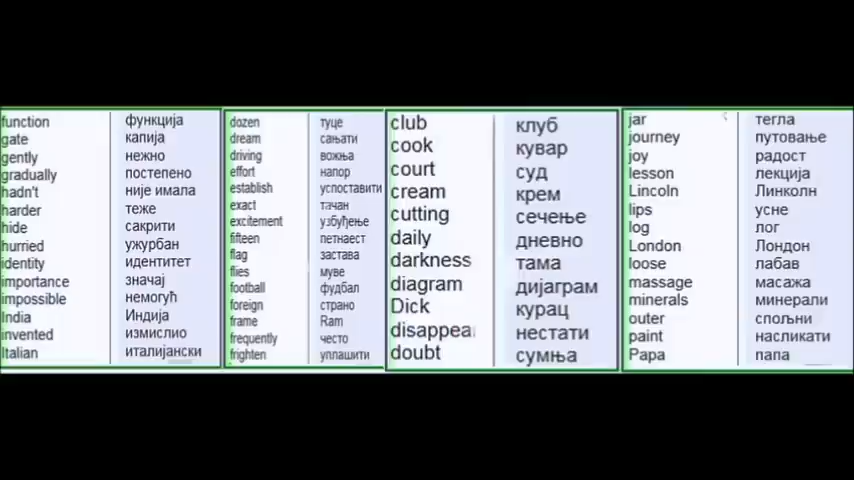 function функција
gate капија
gently нежно
gradually постепено
hadn't није имала
harder теже
hide сакрити
hurried ужурбан
identity идентитет
importance значај
impossible немогућ
India Индија
invented измислио
Italian италијански
dozen туце
dream сањати
driving вожња
effort напор
establish успоставити
exact тачан
excitement узбуђење
fifteen петнаест
flag застава
flies муве
football фудбал
foreign страно
frame Ram
frequently често
frighten уплашити
club клуб
cook кувар
court суд
cream крем
cutting сечење
daily дневно
darkness тама
diagram дијаграм
Dick курац
disappea нестати
doubt сумња
jar тегла
journey путовање
joy радост
lesson лекција
Lincoln Линколн
lips усне
log лог
London Лондон
loose лабав
massage масажа
minerals минерали
outer спољни
paint насликати
Papa папа